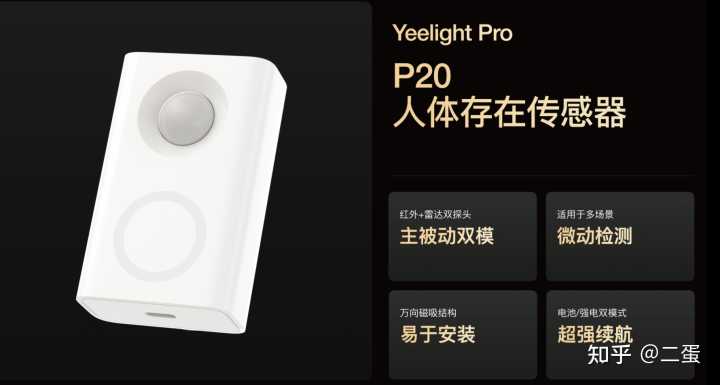 Yeelight Pro
P20
人体存在传感器
红外+雷达双探头
主被动双模
适用于多场景
微动检测
万向磁吸结构
易于安装
电池/强电双模式
超强续航
知乎 @二蛋